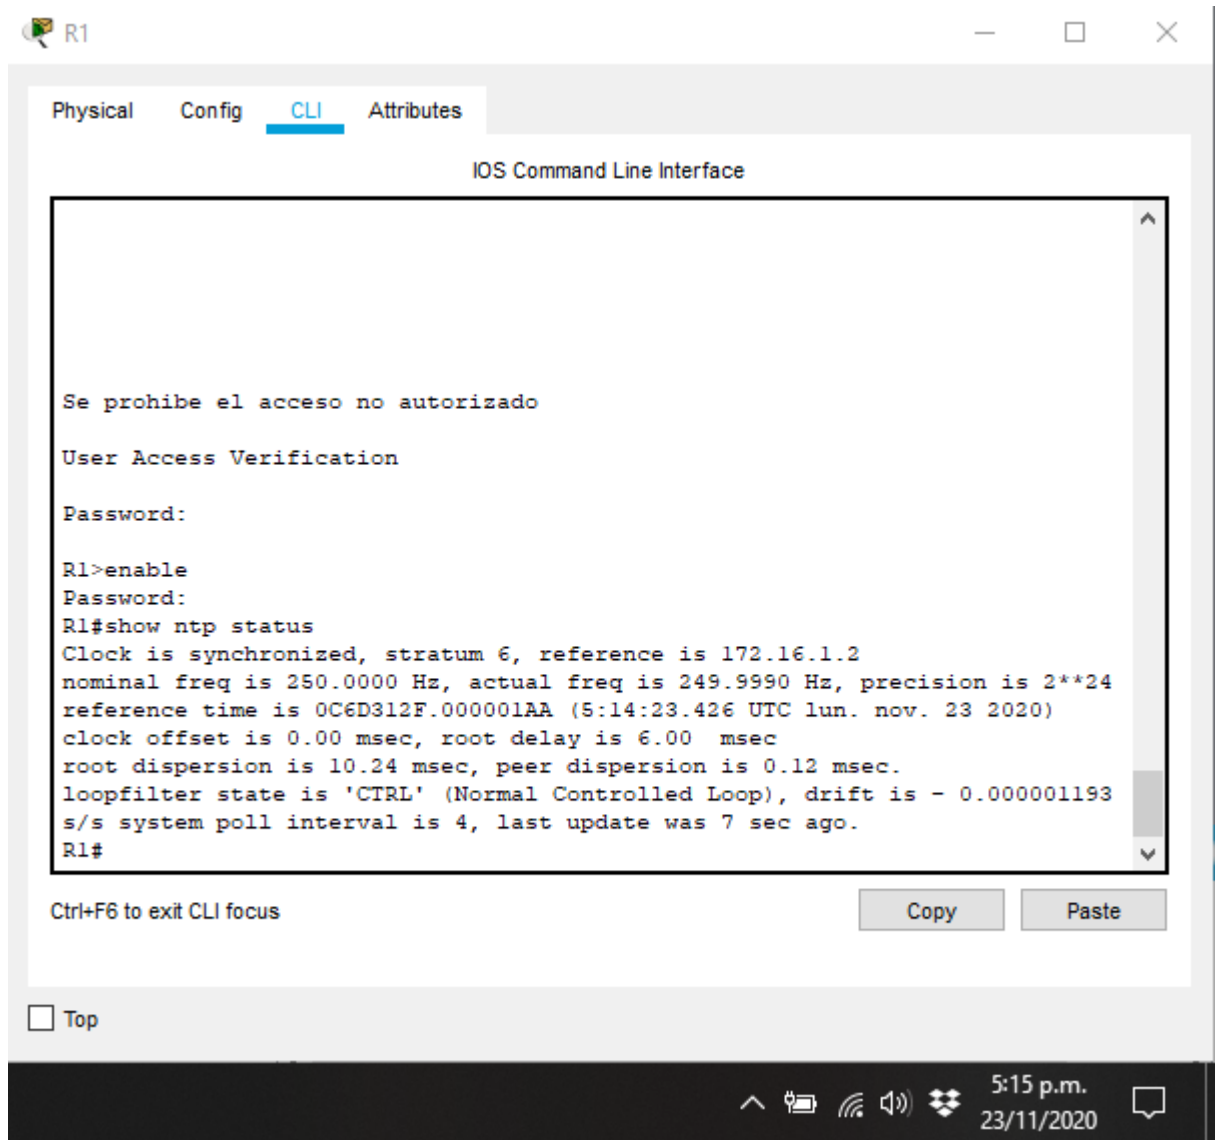 R1
Physical Config CLI Attributes
IOS Command Line Interface
Se prohibe el acceso no autorizado
User Access Verification
Password:
R1>enable
Password:
R1#show ntp status
Clock is synchronized, stratum 6, reference is 172.16.1.2
nominal freq is 250.0000 Hz, actual freq is 249.9990 Hz, precision is 2**24
reference time is 0C6D312F.000001AA (5:14:23.426 UTC lun. nov. 23 2020)
clock offset is 0.00 msec, root delay is 6.00  msec
root dispersion is 10.24 msec, peer dispersion is 0.12 msec.
loopfilter state is 'CTRL' (Normal Controlled Loop), drift is - 0.000001193
s/s system poll interval is 4, last update was 7 sec ago.
R1#
Ctrl+F6 to exit CLI focus
Copy Paste
Top
5:15 p.m.
23/11/2020